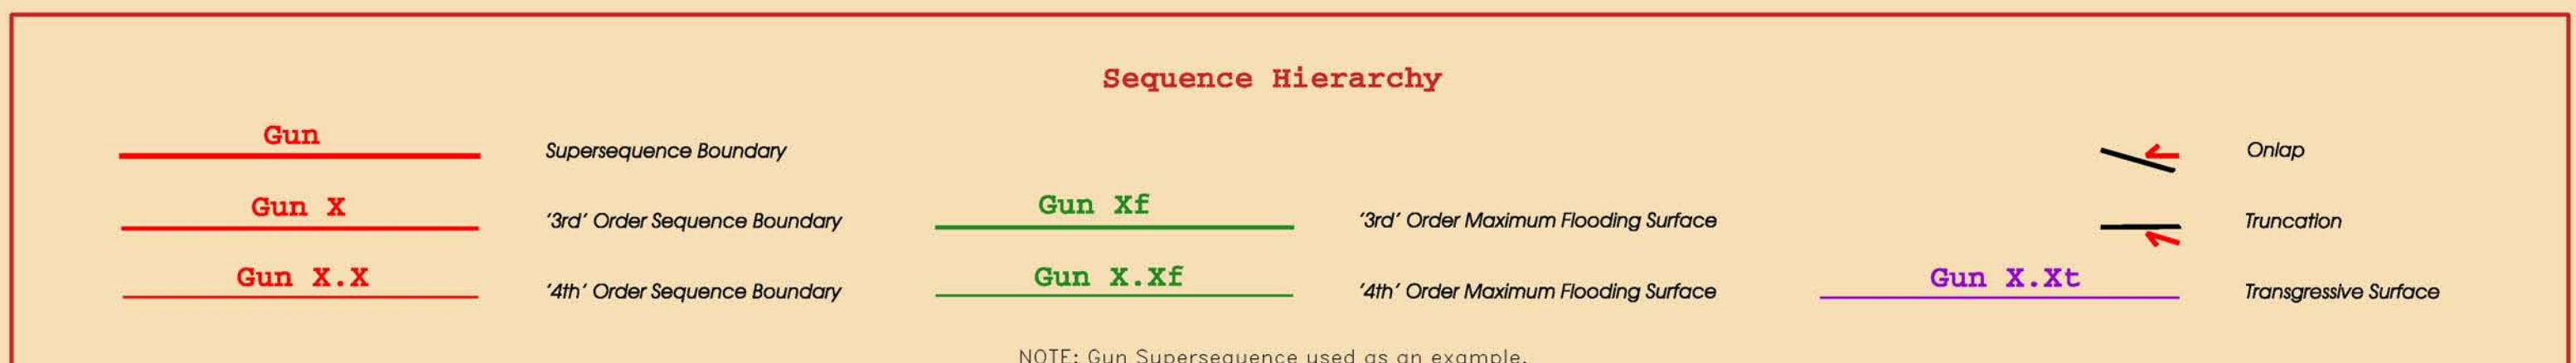 Sequence Hierarchy
Gun
Supersequence Boundary
Onlap
Gun X
'3rd' Order Sequence Boundary
Gun Xf
'3rd' Order Maximum Flooding Surface
Truncation
Gun X.X
'4th' Order Sequence Boundary
Gun X.Xf
'4th' Order Maximum Flooding Surface
Gun X.Xt
Transgressive Surface
NOTE: Gun Supersequence used as an example.